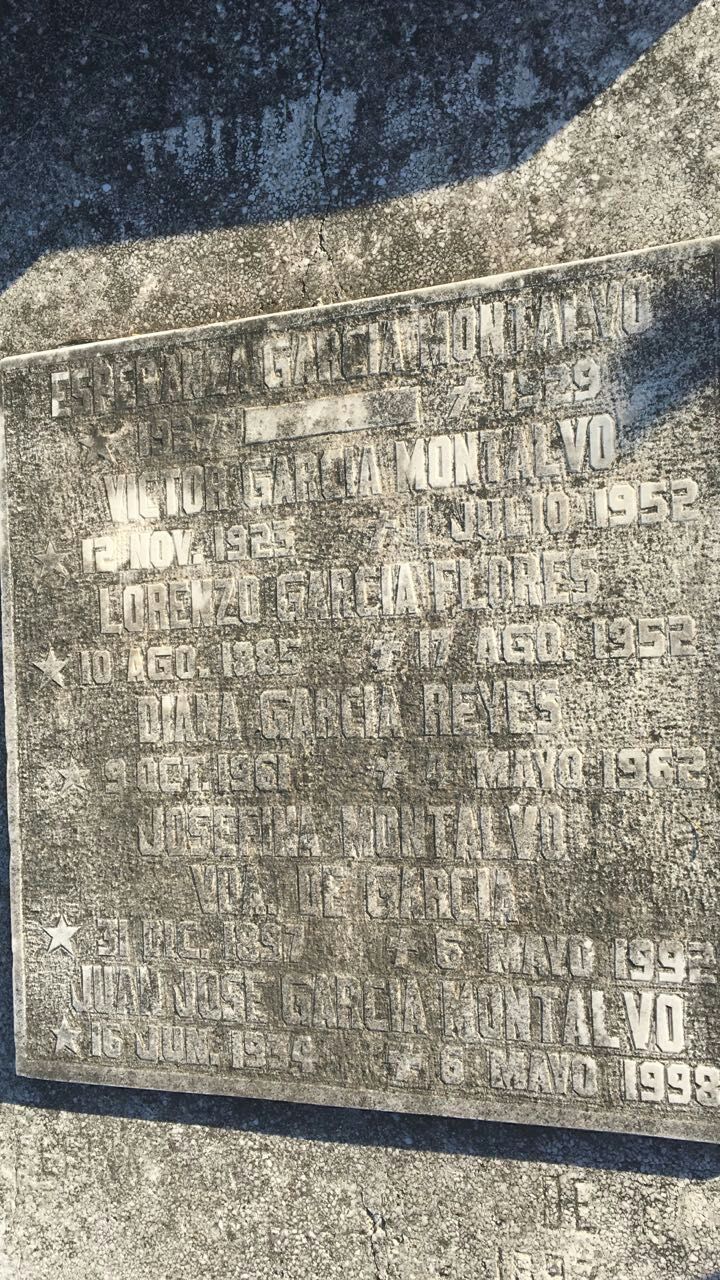 ESPERANZA GARCIA MONTALVO
1927 1929
VICTOR GARCIA MONTALVO
12 NOV. 1925 1 JULIO 1952
LORENZO GARCIA FLORES
10 AGO. 1885 17 AGO. 1952
DIANA GARCIA REYES
9 OCT. 1961 4 MAYO 1962
JOSEFINA MONTALVO
VDA. DE GARCIA
31 DIC. 1897 6 MAYO 1992
JUAN JOSE GARCIA MONTALVO
16 JUN. 1934 6 MAYO 1998
DE